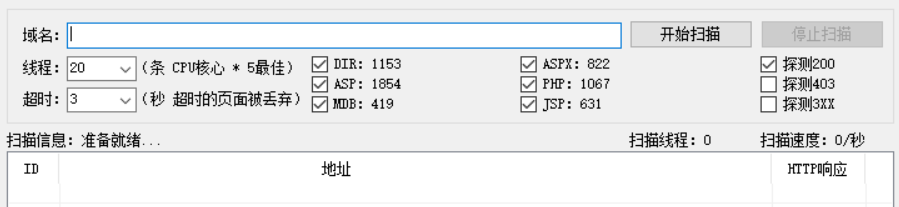 域名: 开始扫描 停止扫描
线程: 20 (条 CPU核心 * 5最佳) DIR: 1153 ASPX: 822 探测200
ASP: 1854 PHP: 1067 探测403
超时: 3 (秒 超时的页面被丢弃) MDB: 419 JSP: 631 探测3XX
扫描信息: 准备就绪... 扫描线程: 0 扫描速度: 0/秒
ID 地址 HTTP响应